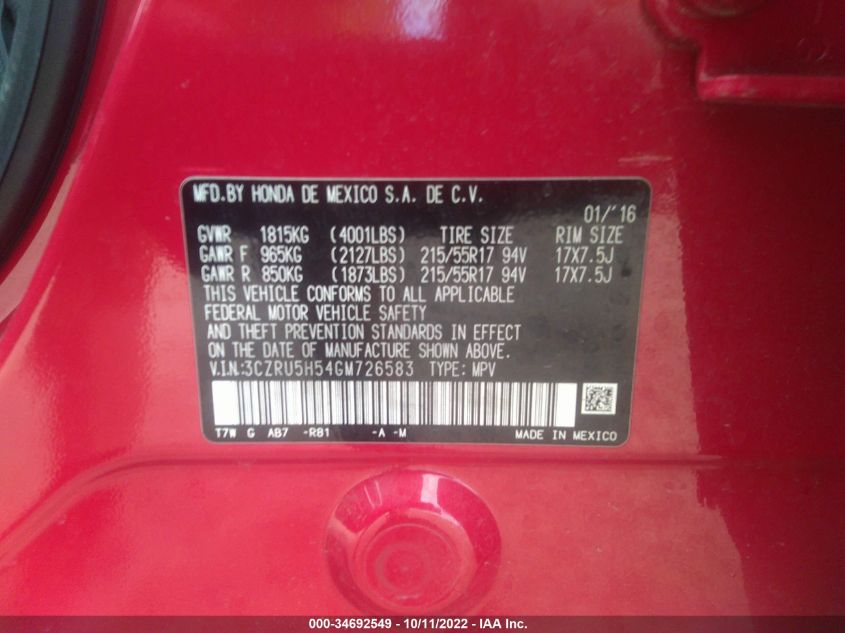 MFD.BY HONDA DE MEXICO S.A. DE C.V.
01/'16
GVWR 1815KG (4001LBS) TIRE SIZE RIM SIZE
GAWR F 965KG (2127LBS) 215/55R17 94V 17X7.5J
GAWR R 850KG (1873LBS) 215/55R17 94V 17X7.5J
THIS VEHICLE CONFORMS TO ALL APPLICABLE
FEDERAL MOTOR VEHICLE SAFETY
AND THEFT PREVENTION STANDARDS IN EFFECT
ON THE DATE OF MANUFACTURE SHOWN ABOVE.
V.I.N:3CZRU5H54GM726583 TYPE: MPV
T7W G AB7 -R81 -A -M MADE IN MEXICO
000-34692549 - 10/11/2022 - IAA Inc.